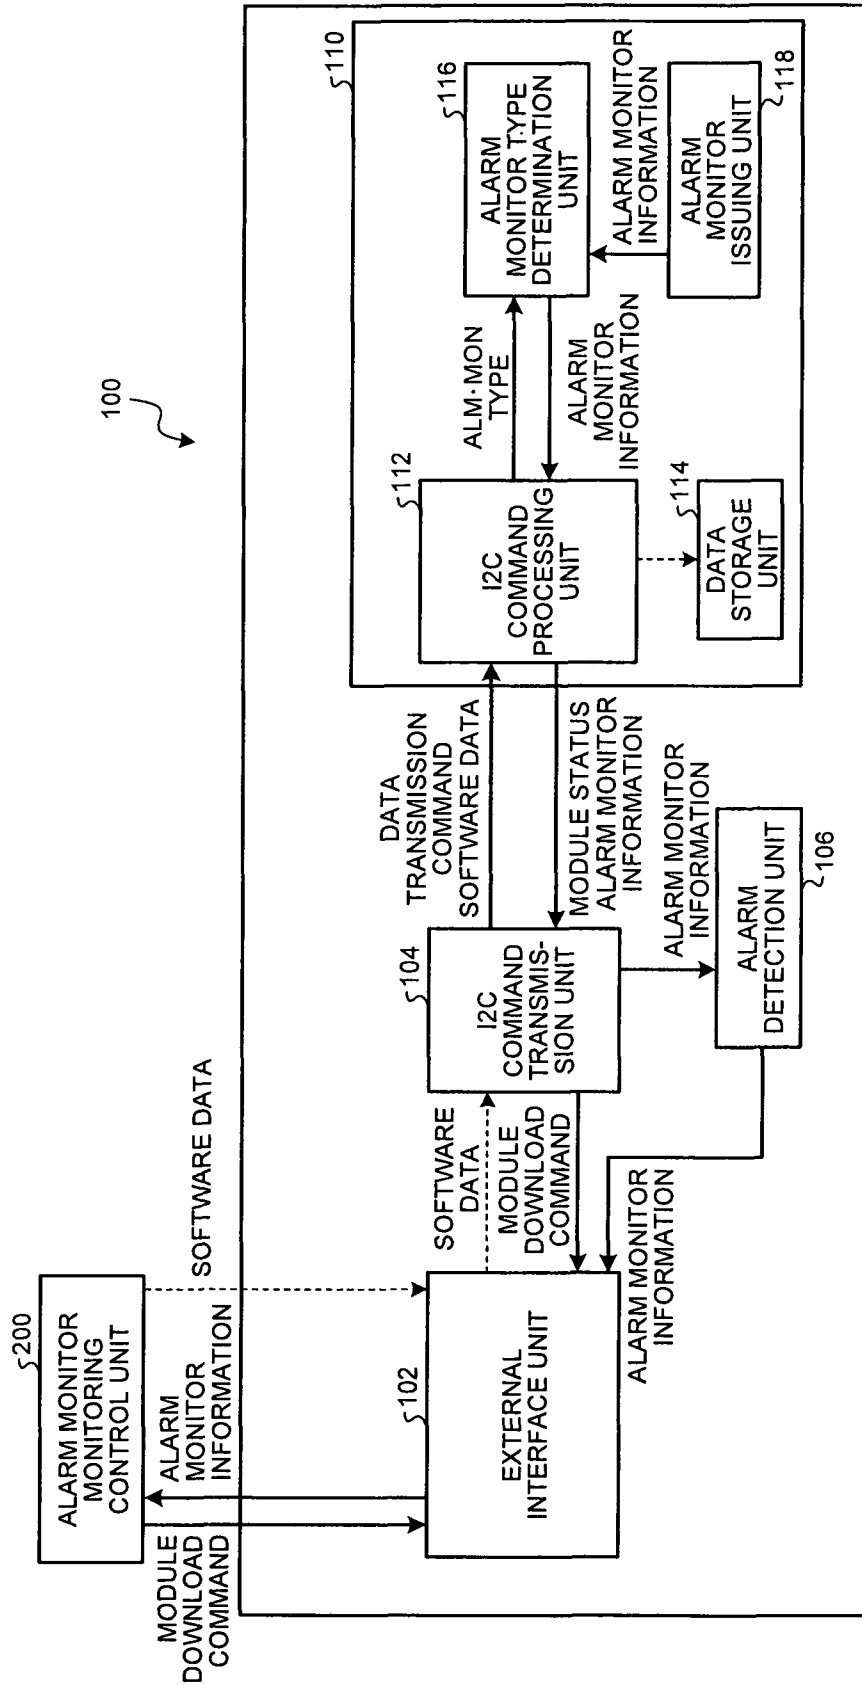 100
200
ALARM MONITOR
MONITORING
CONTROL UNIT
MODULE
DOWNLOAD
COMMAND
ALARM
MONITOR
INFORMATION
SOFTWARE DATA
102
EXTERNAL
INTERFACE UNIT
SOFTWARE
DATA
MODULE
DOWNLOAD
COMMAND
ALARM MONITOR
INFORMATION
104
I2C
COMMAND
TRANSMIS-
SION UNIT
ALARM MONITOR
INFORMATION
ALARM
DETECTION UNIT
106
DATA
TRANSMISSION
COMMAND
SOFTWARE DATA
MODULE STATUS
ALARM MONITOR
INFORMATION
110
112
I2C
COMMAND
PROCESSING
UNIT
114
DATA
STORAGE
UNIT
ALM·MON
TYPE
ALARM
MONITOR
INFORMATION
116
ALARM
MONITOR TYPE
DETERMINATION
UNIT
ALARM MONITOR
INFORMATION
ALARM
MONITOR
ISSUING UNIT
118